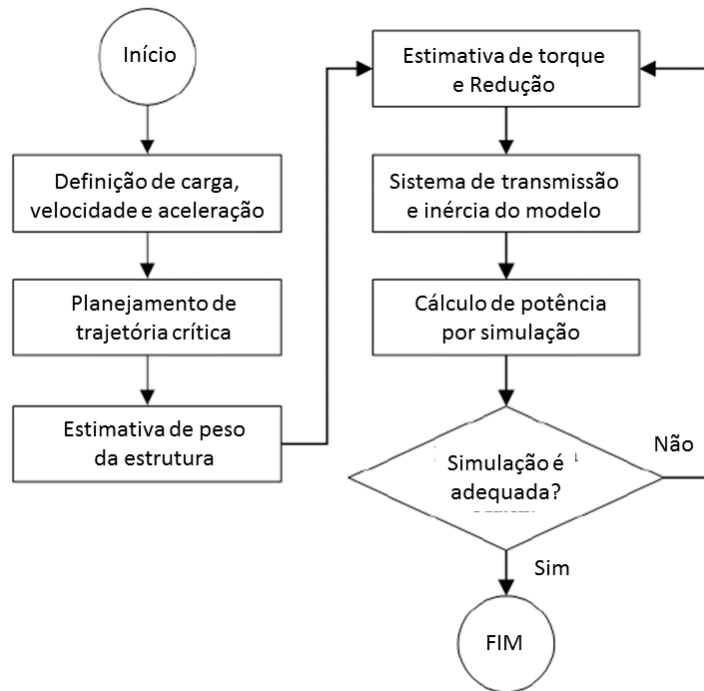 Início
Definição de carga,
velocidade e aceleração
Planejamento de
trajetória crítica
Estimativa de peso
da estrutura
Estimativa de torque
e Redução
Sistema de transmissão
e inércia do modelo
Cálculo de potência
por simulação
Simulação é
adequada?
Não
Sim
FIM